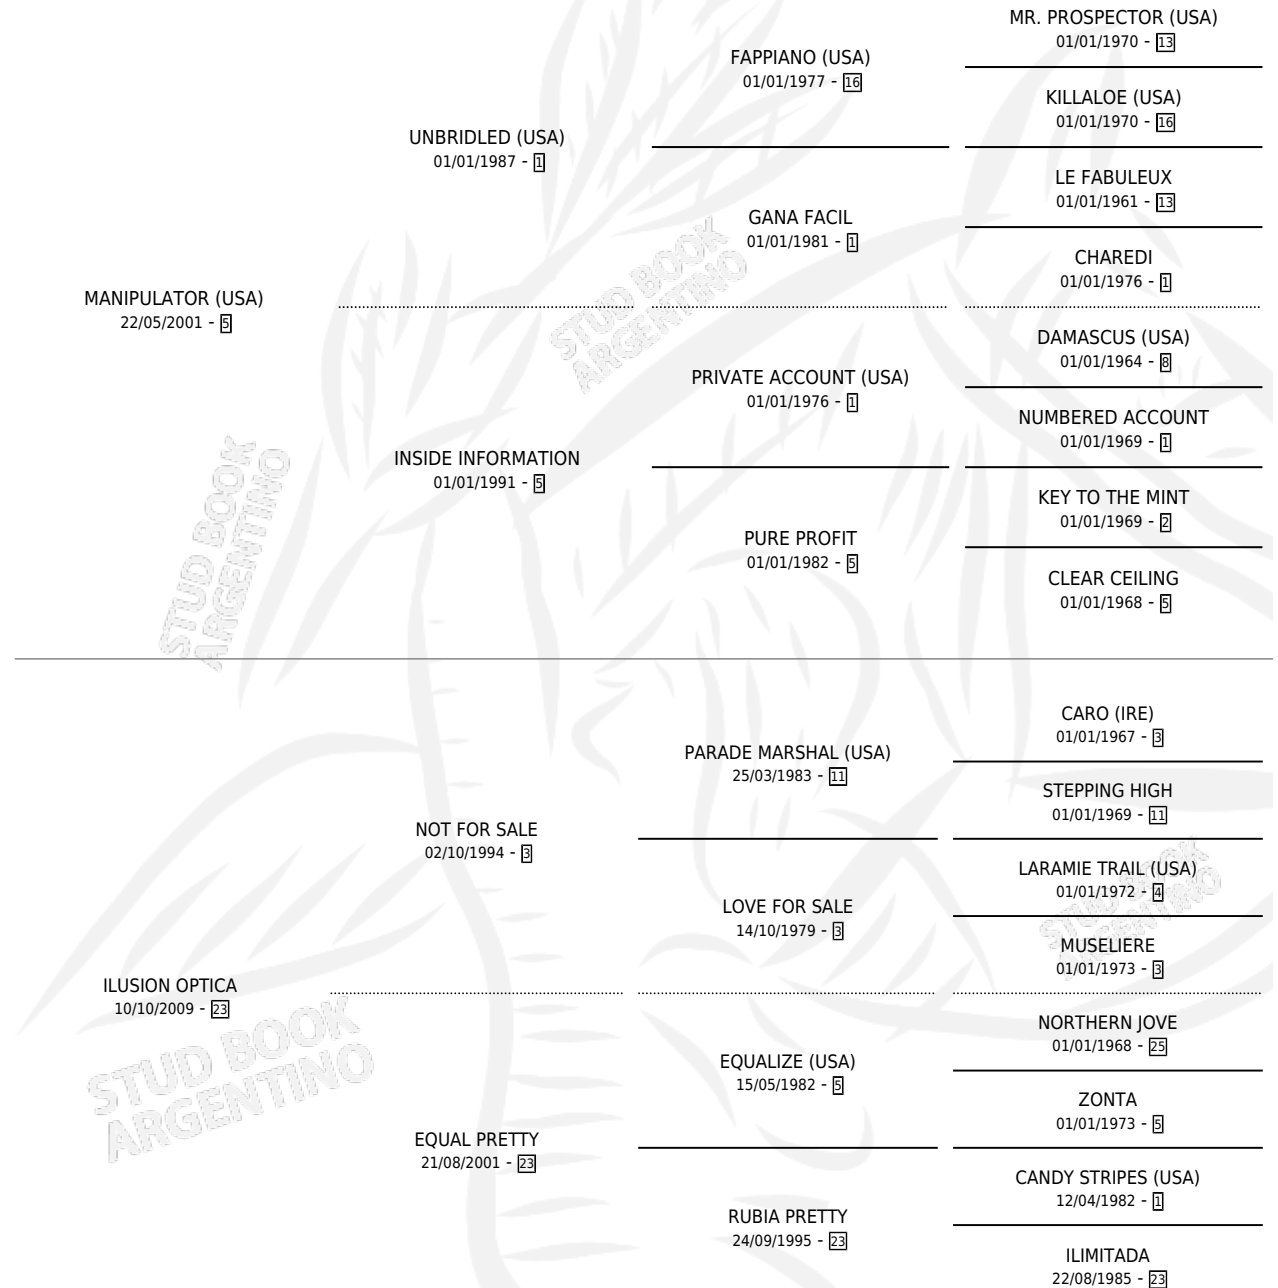 MR. PROSPECTOR (USA)
01/01/1970 - 13
FAPPIANO (USA)
01/01/1977 - 16
KILLALOE (USA)
01/01/1970 - 16
UNBRIDLED (USA)
01/01/1987 - 1
LE FABULEUX
01/01/1961 - 13
GANA FACIL
01/01/1981 - 1
CHAREDI
01/01/1976 - 1
MANIPULATOR (USA)
22/05/2001 - 5
DAMASCUS (USA)
01/01/1964 - 8
PRIVATE ACCOUNT (USA)
01/01/1976 - 1
NUMBERED ACCOUNT
01/01/1969 - 1
INSIDE INFORMATION
01/01/1991 - 5
KEY TO THE MINT
01/01/1969 - 2
PURE PROFIT
01/01/1982 - 5
CLEAR CEILING
01/01/1968 - 5
CARO (IRE)
01/01/1967 - 3
PARADE MARSHAL (USA)
25/03/1983 - 11
STEPPING HIGH
01/01/1969 - 11
NOT FOR SALE
02/10/1994 - 3
LARAMIE TRAIL (USA)
01/01/1972 - 4
LOVE FOR SALE
14/10/1979 - 3
MUSELIERE
01/01/1973 - 3
ILUSION OPTICA
10/10/2009 - 23
NORTHERN JOVE
01/01/1968 - 25
EQUALIZE (USA)
15/05/1982 - 5
ZONTA
01/01/1973 - 5
EQUAL PRETTY
21/08/2001 - 23
CANDY STRIPES (USA)
12/04/1982 - 1
RUBIA PRETTY
24/09/1995 - 23
ILIMITADA
22/08/1985 - 23
STUD BOOK
ARGENTINO
STUD BOOK
ARGENTINO
STUD BOOK
ARGENTINO
STUD BOOK
ARGENTINO